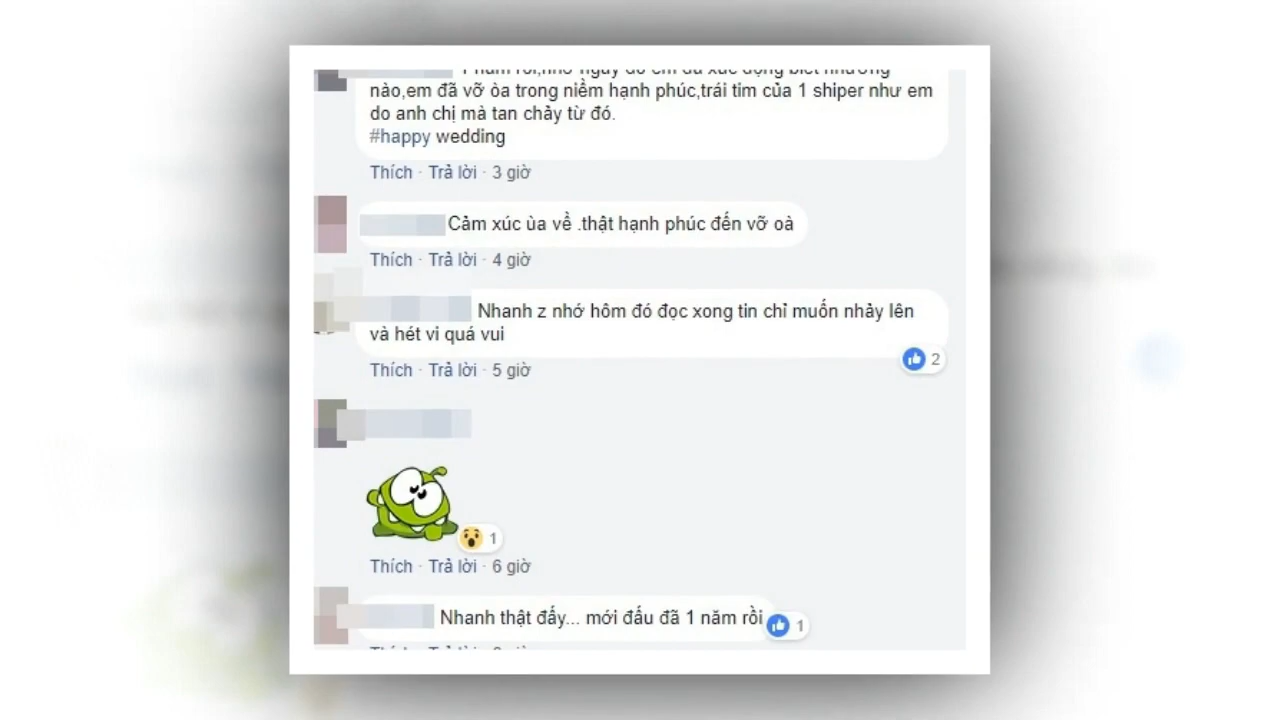 nào,em đã vỡ òa trong niềm hạnh phúc,trái tim của 1 shiper như em
do anh chị mà tan chảy từ đó.
#happy wedding
Thích · Trả lời · 3 giờ
Cảm xúc ùa về .thật hạnh phúc đến vỡ oà
Thích · Trả lời · 4 giờ
Nhanh z nhớ hôm đó đọc xong tin chỉ muốn nhảy lên
và hét vi quá vui
2
Thích · Trả lời · 5 giờ
1
Thích · Trả lời · 6 giờ
Nhanh thật đấy... mới đấu đã 1 năm rồi
1